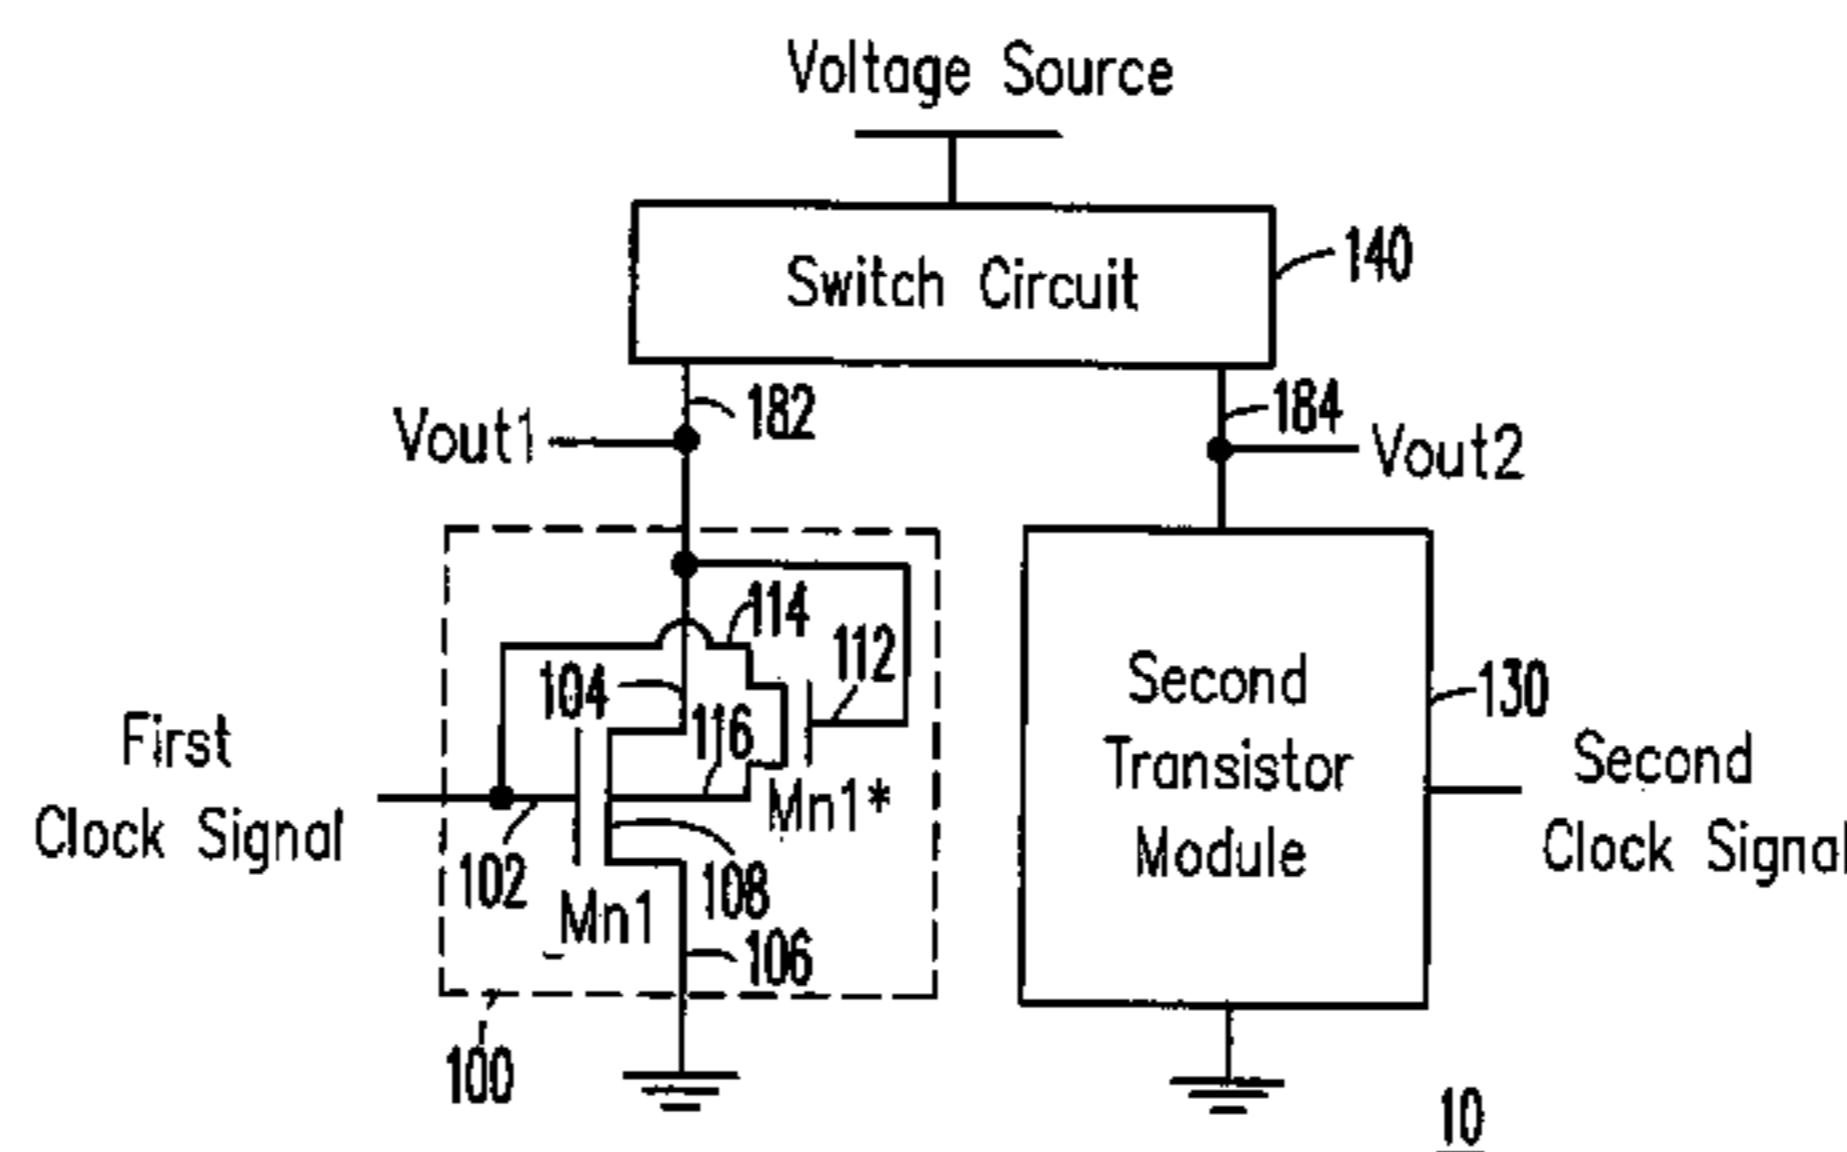 Voltage Source
Switch Circuit
140
182
184
Vout1
Vout2
114
112
104
116
First
Clock Signal
102
108
Mn1*
Mn1
106
100
Second
Transistor
Module
130
Second
Clock Signal
10